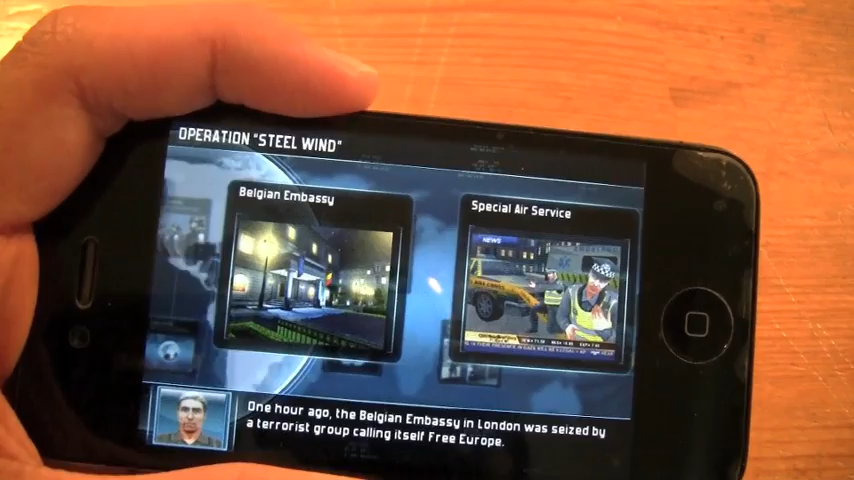 OPERATION "STEEL WIND"
Belgian Embassy
Special Air Service
NEWS
One hour ago, the Belgian Embassy in London was seized by
a terrorist group calling itself Free Europe.